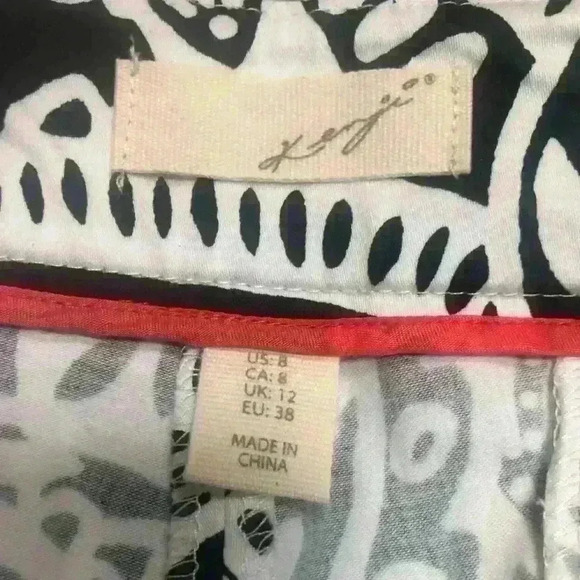 Kenji®
US: 8
CA: 8
UK: 12
EU: 38
MADE IN
CHINA